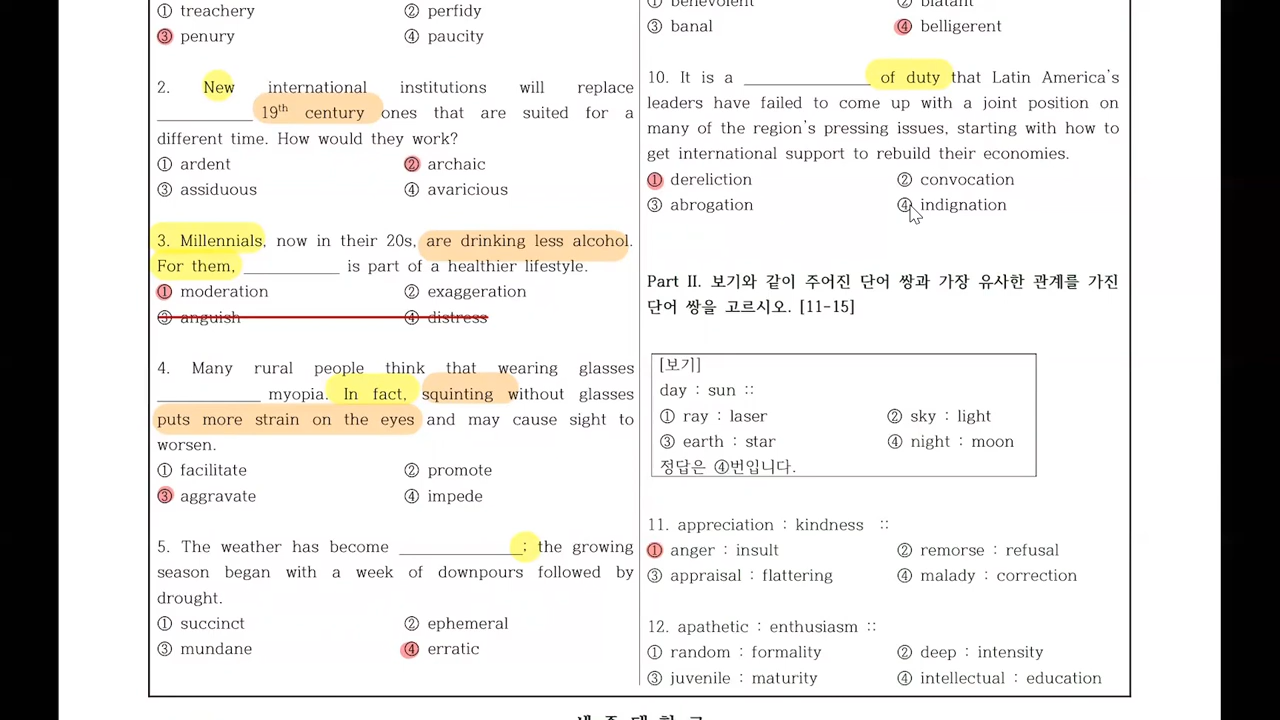 ① treachery ② perfidy
③ penury ④ paucity
2. New international institutions will replace
____________ 19th century ones that are suited for a
different time. How would they work?
① ardent ② archaic
③ assiduous ④ avaricious
3. Millennials, now in their 20s, are drinking less alcohol.
For them, ____________ is part of a healthier lifestyle.
① moderation ② exaggeration
③ anguish ④ distress
4. Many rural people think that wearing glasses
_____________ myopia. In fact, squinting without glasses
puts more strain on the eyes and may cause sight to
worsen.
① facilitate ② promote
③ aggravate ④ impede
5. The weather has become _______________; the growing
season began with a week of downpours followed by
drought.
① succinct ② ephemeral
③ mundane ④ erratic
① benevolent ② blatant
③ banal ④ belligerent
10. It is a ________________ of duty that Latin America's
leaders have failed to come up with a joint position on
many of the region's pressing issues, starting with how to
get international support to rebuild their economies.
① dereliction ② convocation
③ abrogation ④ indignation
Part II. 보기와 같이 주어진 단어 쌍과 가장 유사한 관계를 가진
단어 쌍을 고르시오. [11-15]
[보기]
day : sun ::
① ray : laser ② sky : light
③ earth : star ④ night : moon
정답은 ④번입니다.
11. appreciation : kindness ::
① anger : insult ② remorse : refusal
③ appraisal : flattering ④ malady : correction
12. apathetic : enthusiasm ::
① random : formality ② deep : intensity
③ juvenile : maturity ④ intellectual : education
세 종 대 학 교